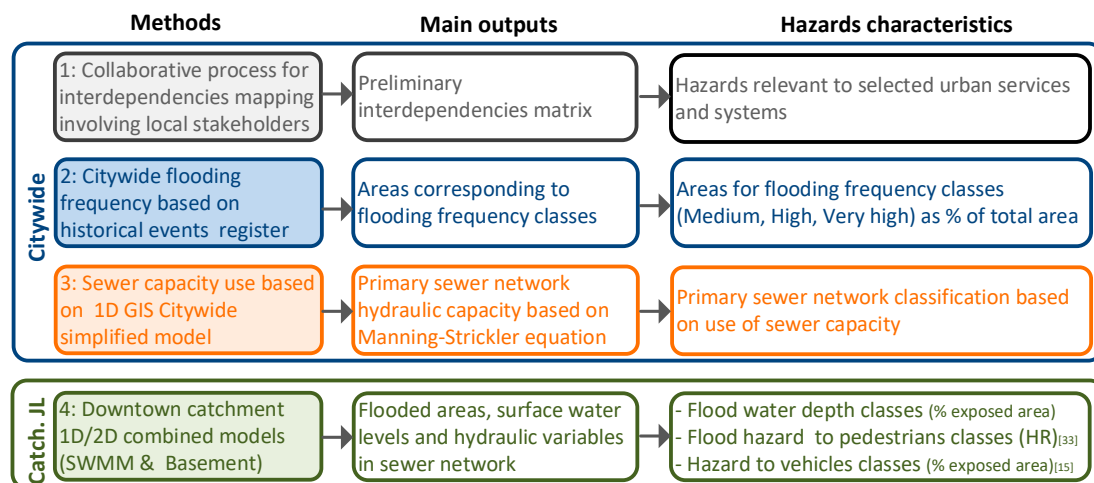 Methods Main outputs Hazards characteristics
Citywide
1: Collaborative process for
interdependencies mapping
involving local stakeholders
Preliminary
interdependencies matrix
Hazards relevant to selected urban services
and systems
2: Citywide flooding
frequency based on
historical events register
Areas corresponding to
flooding frequency classes
Areas for flooding frequency classes
(Medium, High, Very high) as % of total area
3: Sewer capacity use based
on 1D GIS Citywide
simplified model
Primary sewer network
hydraulic capacity based on
Manning-Strickler equation
Primary sewer network classification based
on use of sewer capacity
Catch. JL
4: Downtown catchment
1D/2D combined models
(SWMM & Basement)
Flooded areas, surface water
levels and hydraulic variables
in sewer network
- Flood water depth classes (% exposed area)
- Flood hazard to pedestrians classes (HR)[33]
- Hazard to vehicles classes (% exposed area)[15]